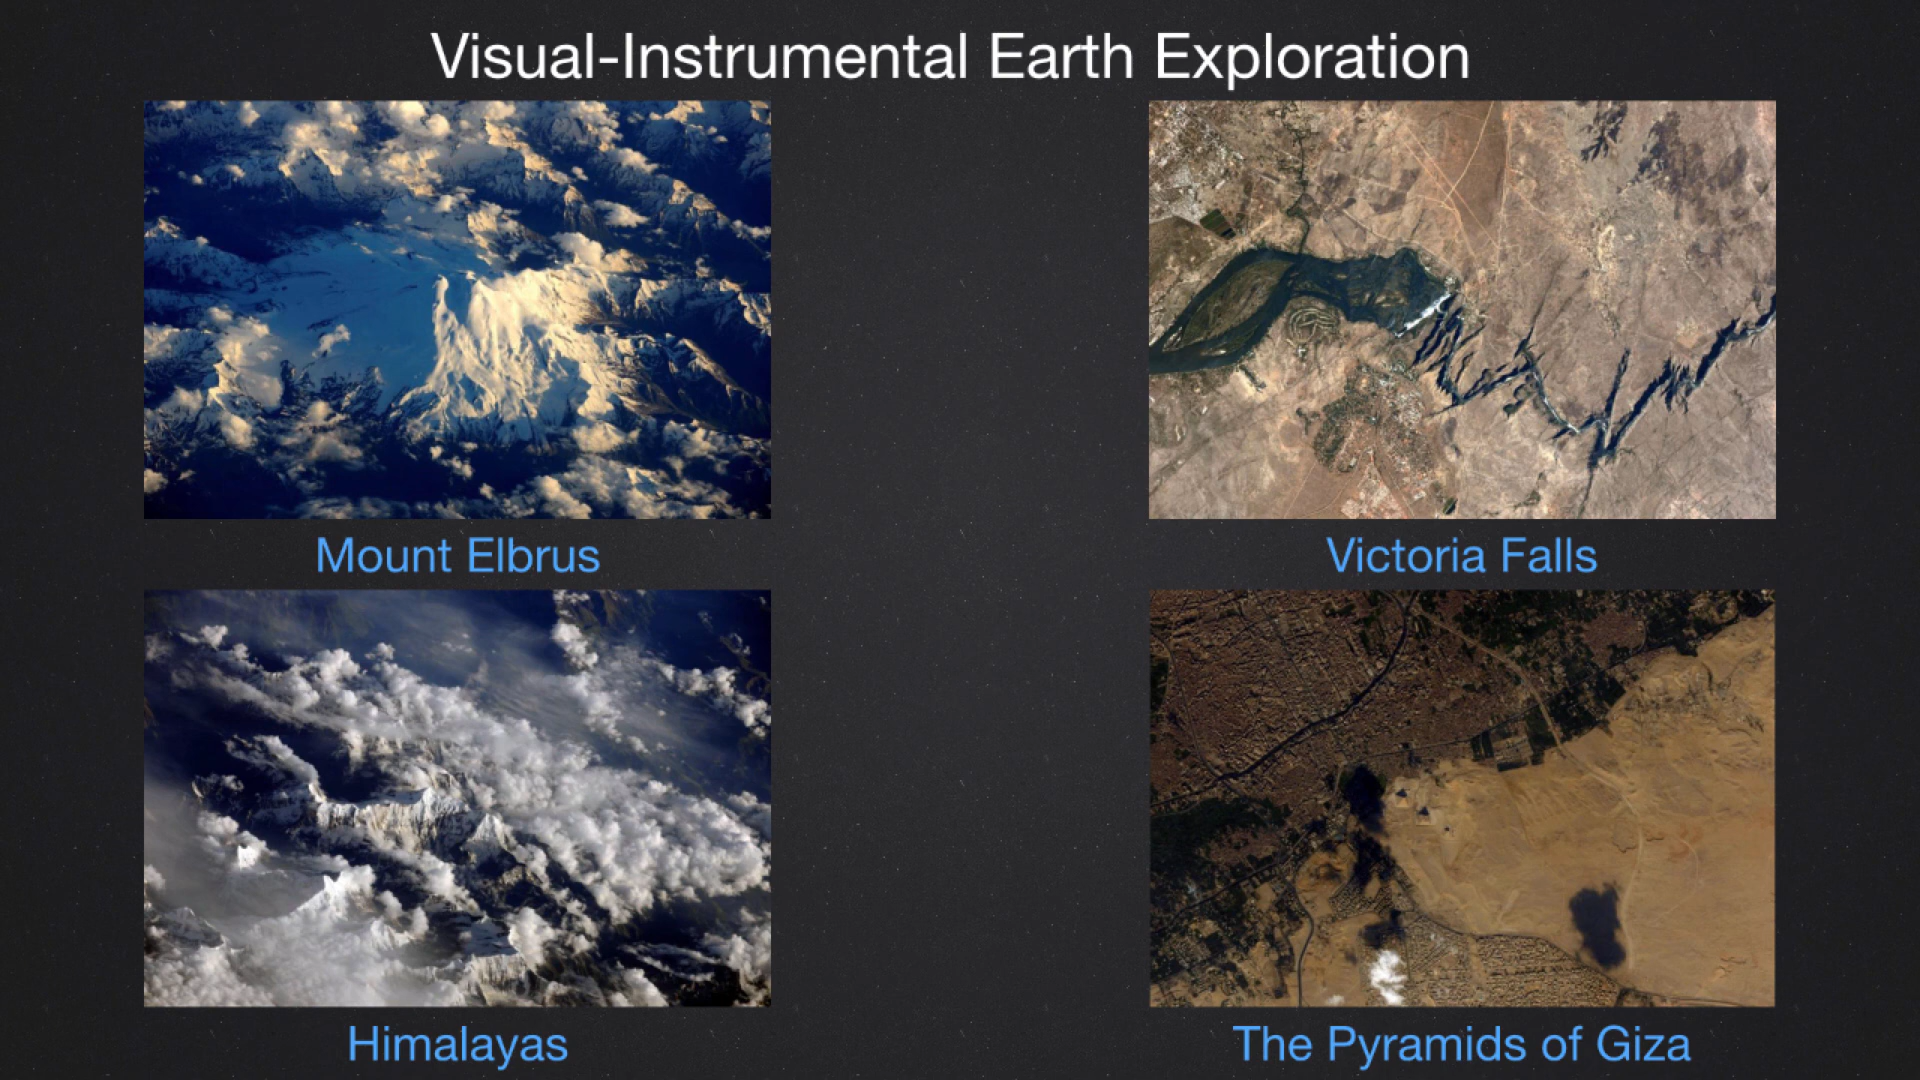 Visual-Instrumental Earth Exploration
Mount Elbrus
Victoria Falls
Himalayas
The Pyramids of Giza